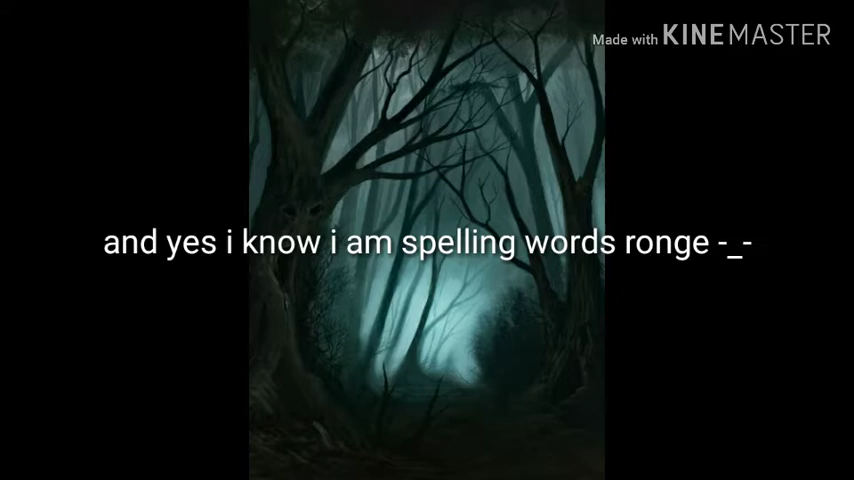 Made with KINEMASTER
and yes i know i am spelling words ronge -_-